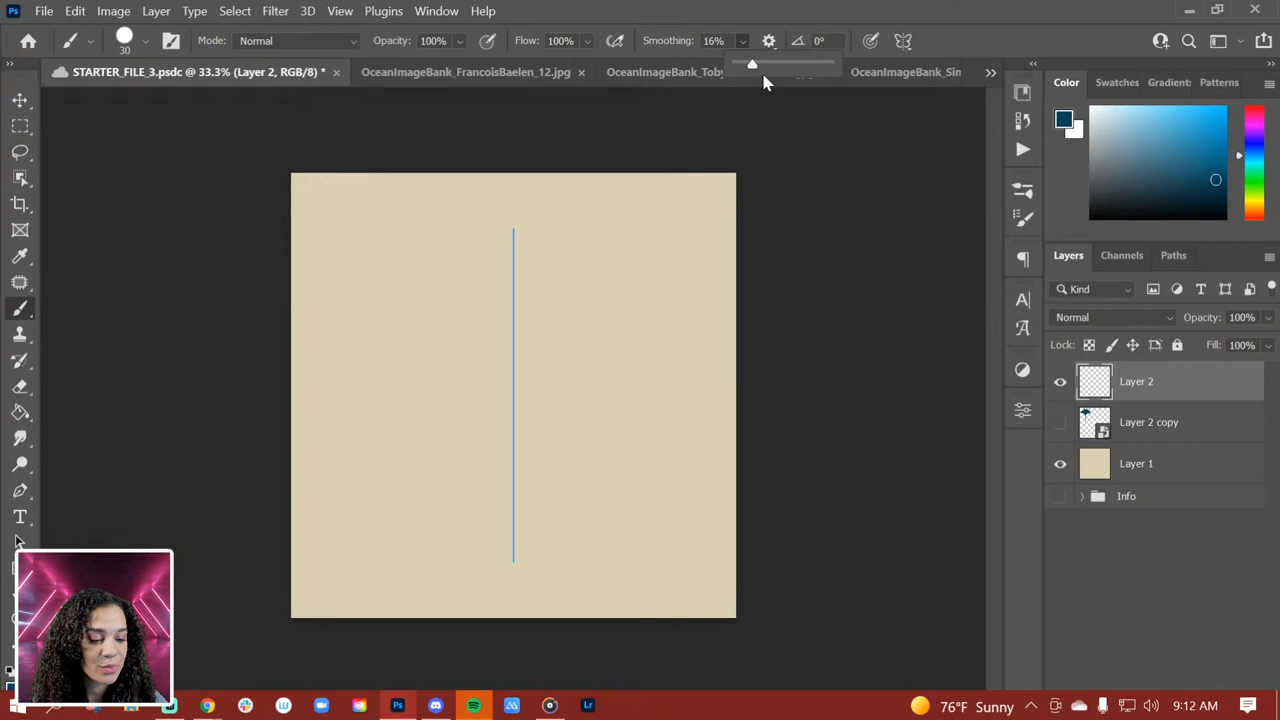 Ps File Edit Image Layer Type Select Filter 3D View Plugins Window Help
30 Mode: Normal Opacity: 100% Flow: 100% Smoothing: 16% 0°
STARTER_FILE_3.psdc @ 33.3% (Layer 2, RGB/8) * × OceanImageBank_FrancoisBaelen_12.jpg × OceanImageBank_Toby OceanImageBank_Sin
Color Swatches Gradients Patterns
Layers Channels Paths
Kind
Normal Opacity: 100%
Lock: Fill: 100%
Layer 2
Layer 2 copy
Layer 1
Info
Ps Lr 76°F Sunny 9:12 AM